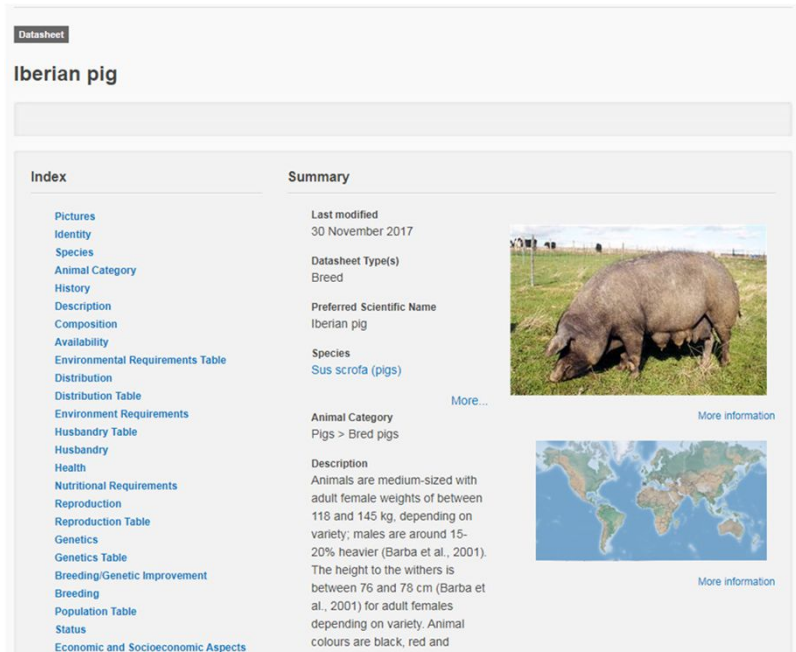 Datasheet
Iberian pig
Index
Pictures
Identity
Species
Animal Category
History
Description
Composition
Availability
Environmental Requirements Table
Distribution
Distribution Table
Environment Requirements
Husbandry Table
Husbandry
Health
Nutritional Requirements
Reproduction
Reproduction Table
Genetics
Genetics Table
Breeding/Genetic Improvement
Breeding
Population Table
Status
Economic and Socioeconomic Aspects
Summary
Last modified
30 November 2017
Datasheet Type(s)
Breed
Preferred Scientific Name
Iberian pig
Species
Sus scrofa (pigs)
More...
Animal Category
Pigs > Bred pigs
Description
Animals are medium-sized with
adult female weights of between
118 and 145 kg, depending on
variety; males are around 15-
20% heavier (Barba et al., 2001).
The height to the withers is
between 76 and 78 cm (Barba et
al., 2001) for adult females
depending on variety. Animal
colours are black, red and
More information
More information